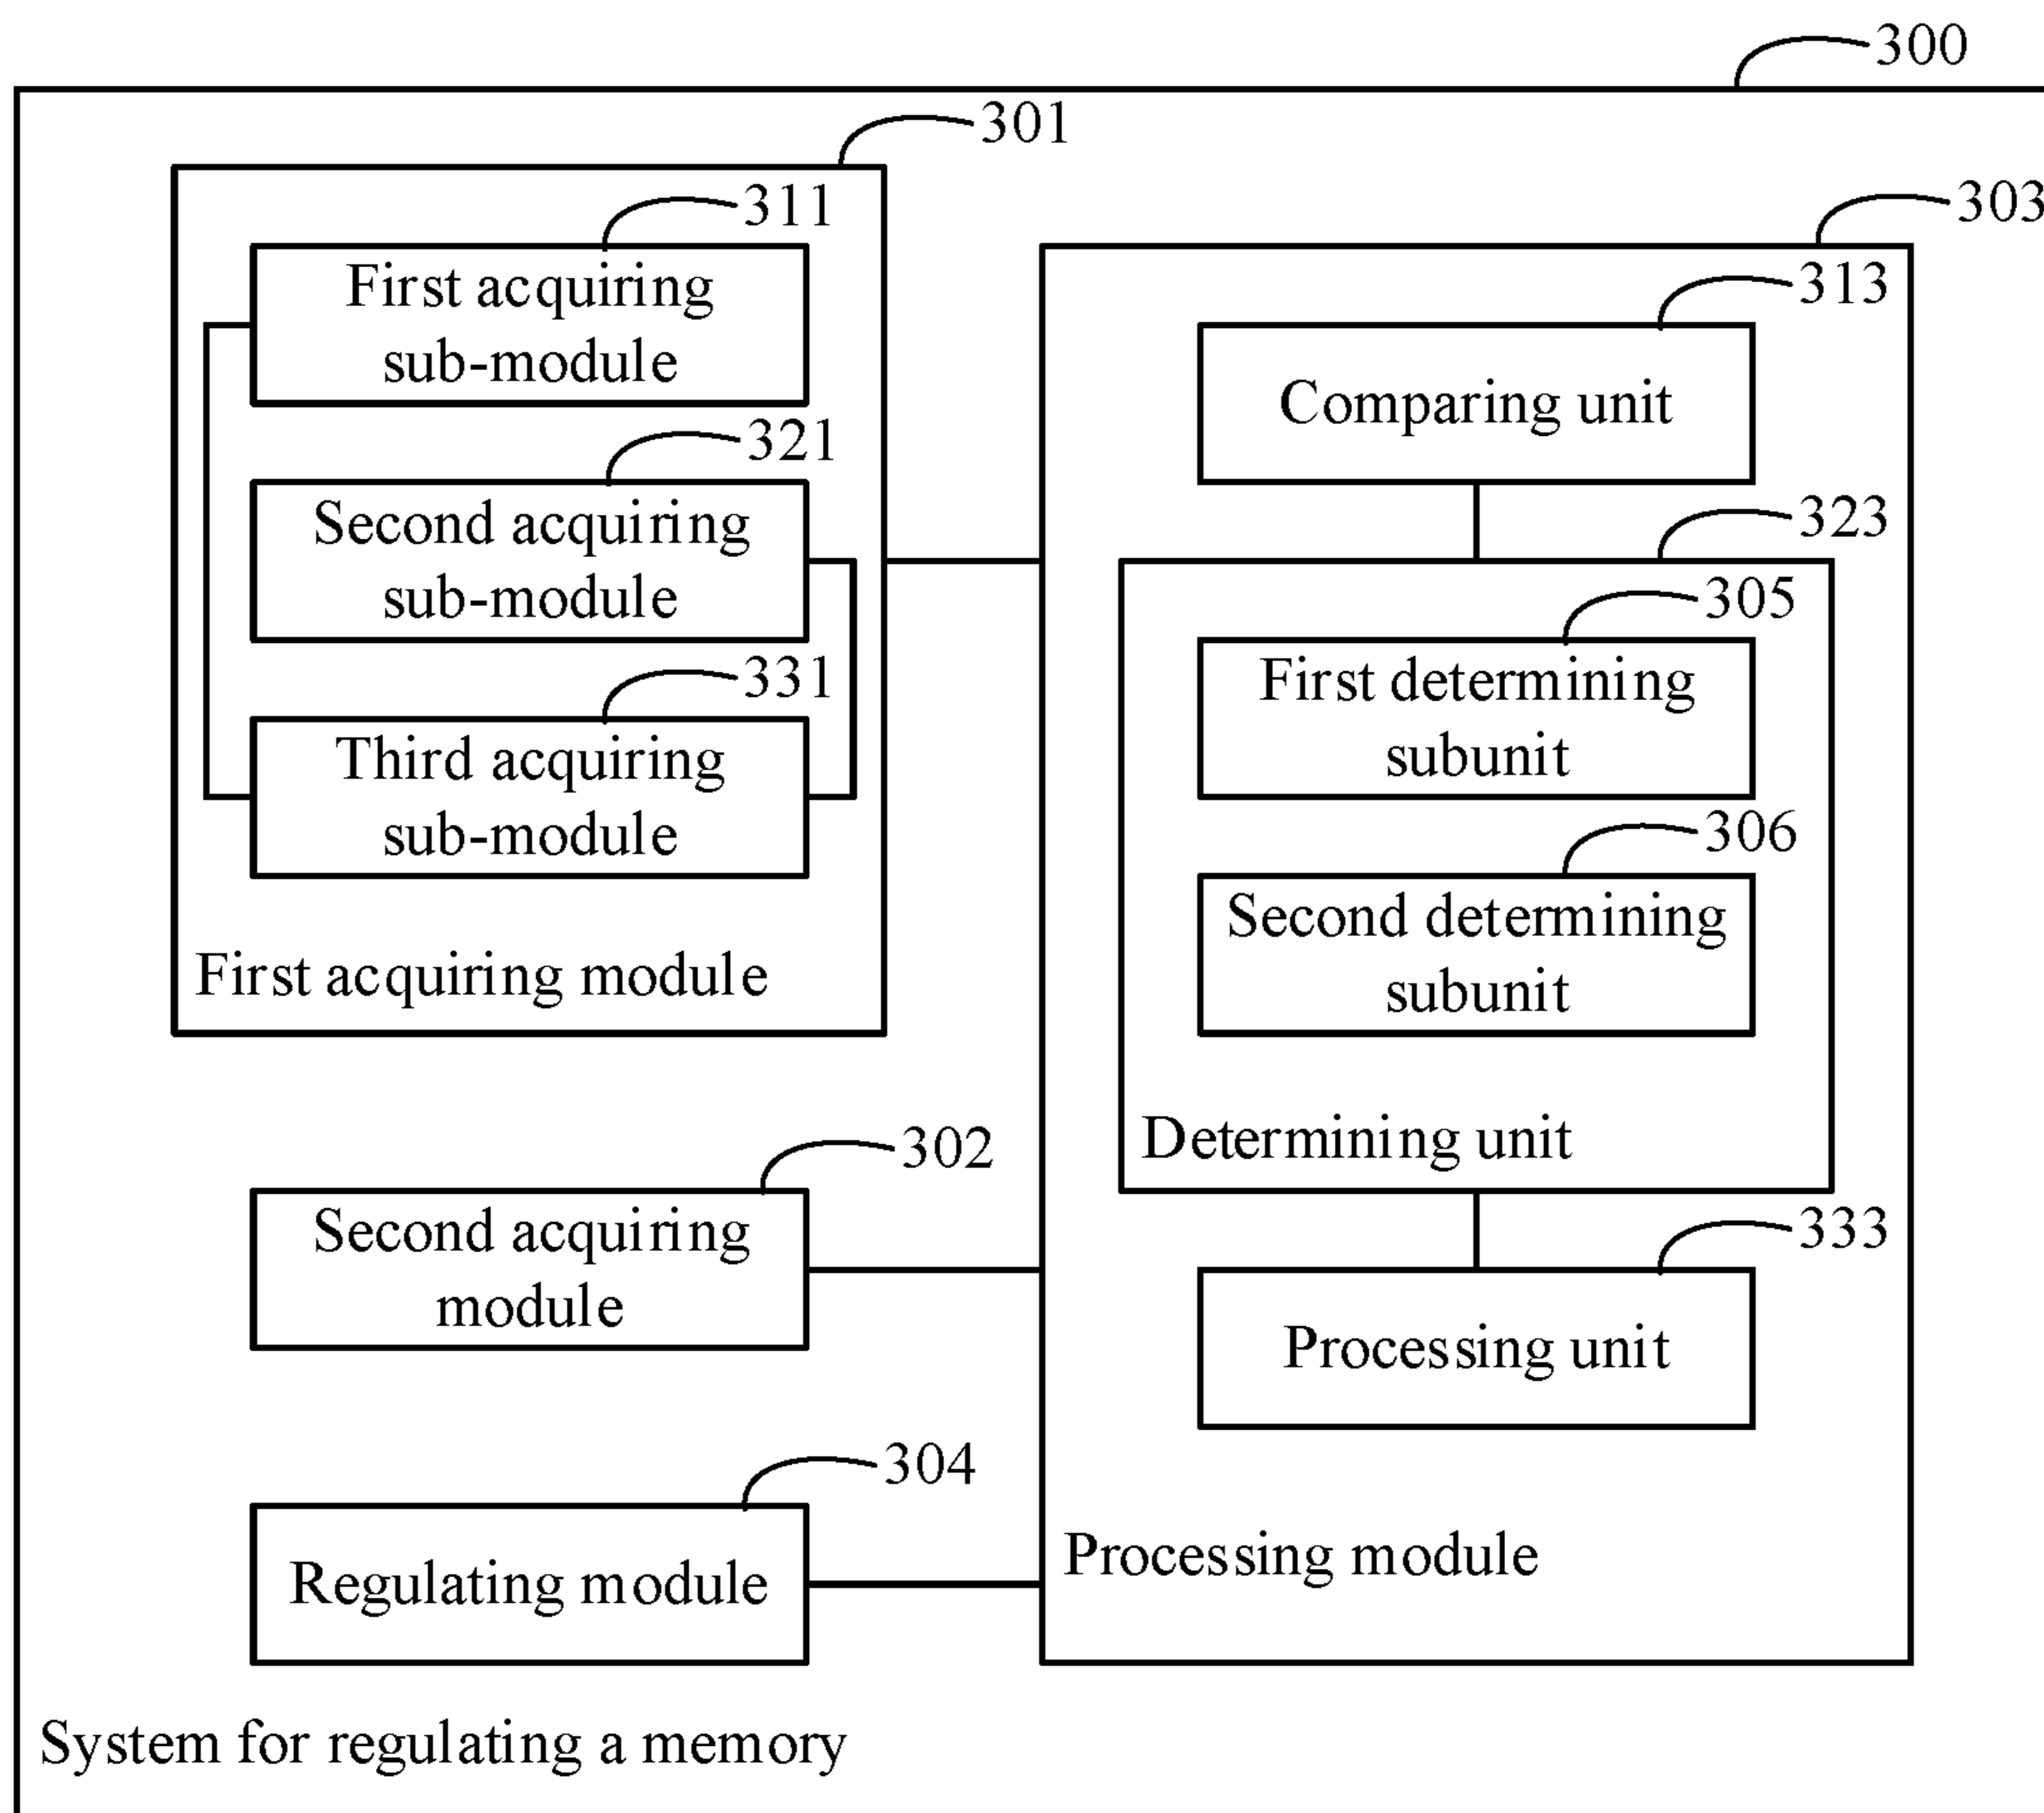 300
301
303
311
First acquiring
sub-module
313
Comparing unit
321
Second acquiring
sub-module
323
305
First determining
subunit
331
Third acquiring
sub-module
306
Second determining
subunit
First acquiring module
Determining unit
302
Second acquiring
module
333
Processing unit
304
Regulating module
Processing module
System for regulating a memory